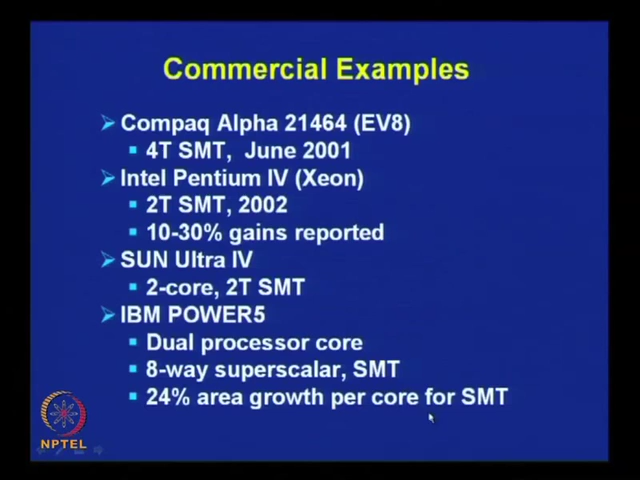 Commercial Examples
Compaq Alpha 21464 (EV8)
4T SMT, June 2001
Intel Pentium IV (Xeon)
2T SMT, 2002
10-30% gains reported
SUN Ultra IV
2-core, 2T SMT
IBM POWER5
Dual processor core
8-way superscalar, SMT
24% area growth per core for SMT
NPTEL